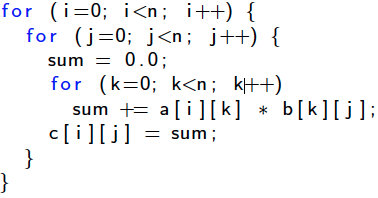 for (i=0; i<n; i++) {
for (j=0; j<n; j++) {
sum = 0.0;
for (k=0; k<n; k++)
sum += a[i][k] * b[k][j];
c[i][j] = sum;
}
}